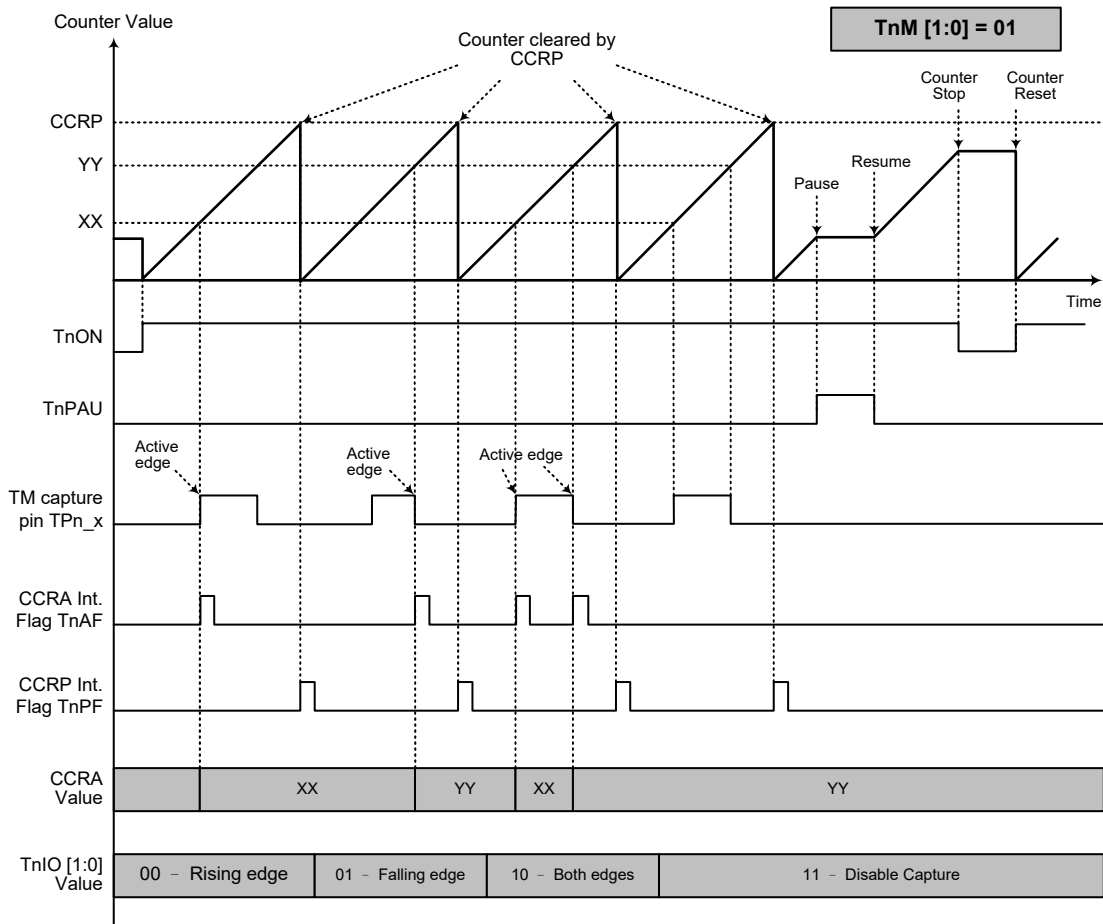 Counter Value
TnM [1:0] = 01
Counter cleared by
CCRP
Counter
Stop
Counter
Reset
CCRP
YY
XX
Pause
Resume
Time
TnON
TnPAU
Active
edge
Active
edge
Active edge
TM capture
pin TPn_x
CCRA Int.
Flag TnAF
CCRP Int.
Flag TnPF
CCRA
Value
XX
YY
XX
YY
TnIO [1:0]
Value
00 – Rising edge
01 – Falling edge
10 – Both edges
11 – Disable Capture